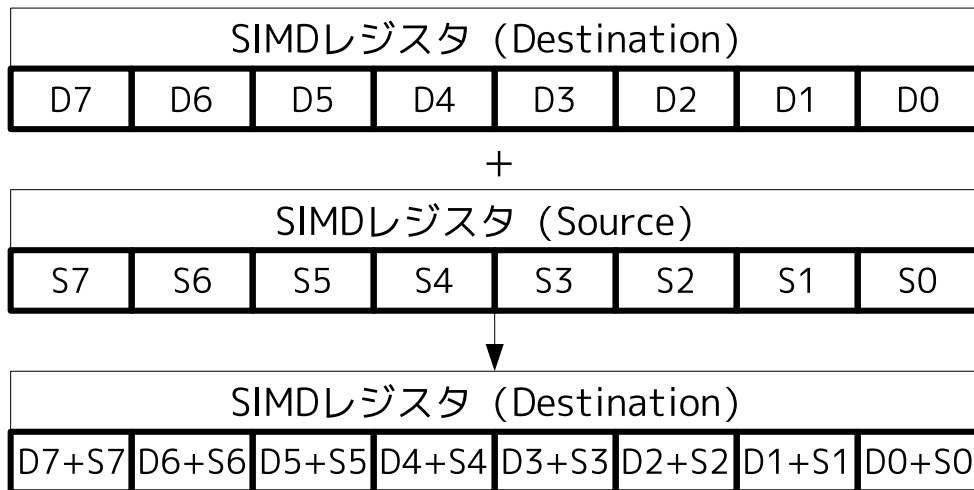 SIMDレジスタ (Destination)
D7 D6 D5 D4 D3 D2 D1 D0
+
SIMDレジスタ (Source)
S7 S6 S5 S4 S3 S2 S1 S0
SIMDレジスタ (Destination)
D7+S7 D6+S6 D5+S5 D4+S4 D3+S3 D2+S2 D1+S1 D0+S0